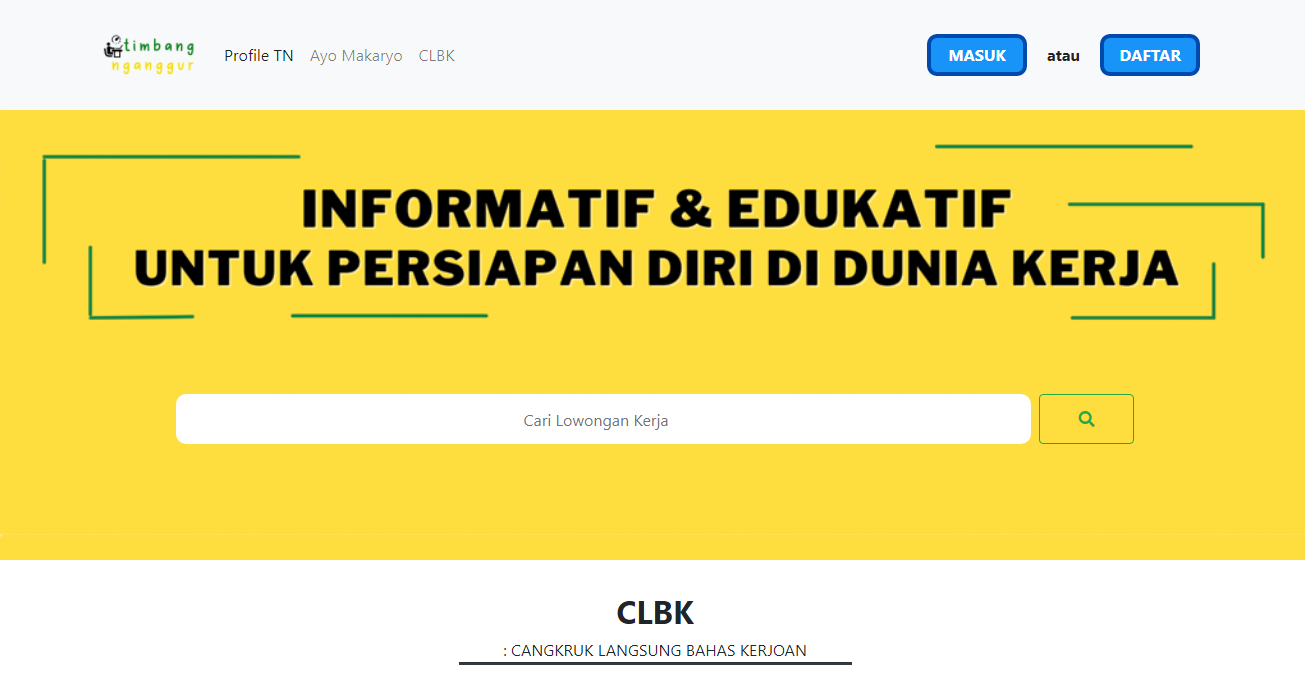 timbang
nganggur
Profile TN
Ayo Makaryo
CLBK
MASUK
atau
DAFTAR
INFORMATIF & EDUKATIF
UNTUK PERSIAPAN DIRI DI DUNIA KERJA
Cari Lowongan Kerja
CLBK
: CANGKRUK LANGSUNG BAHAS KERJOAN